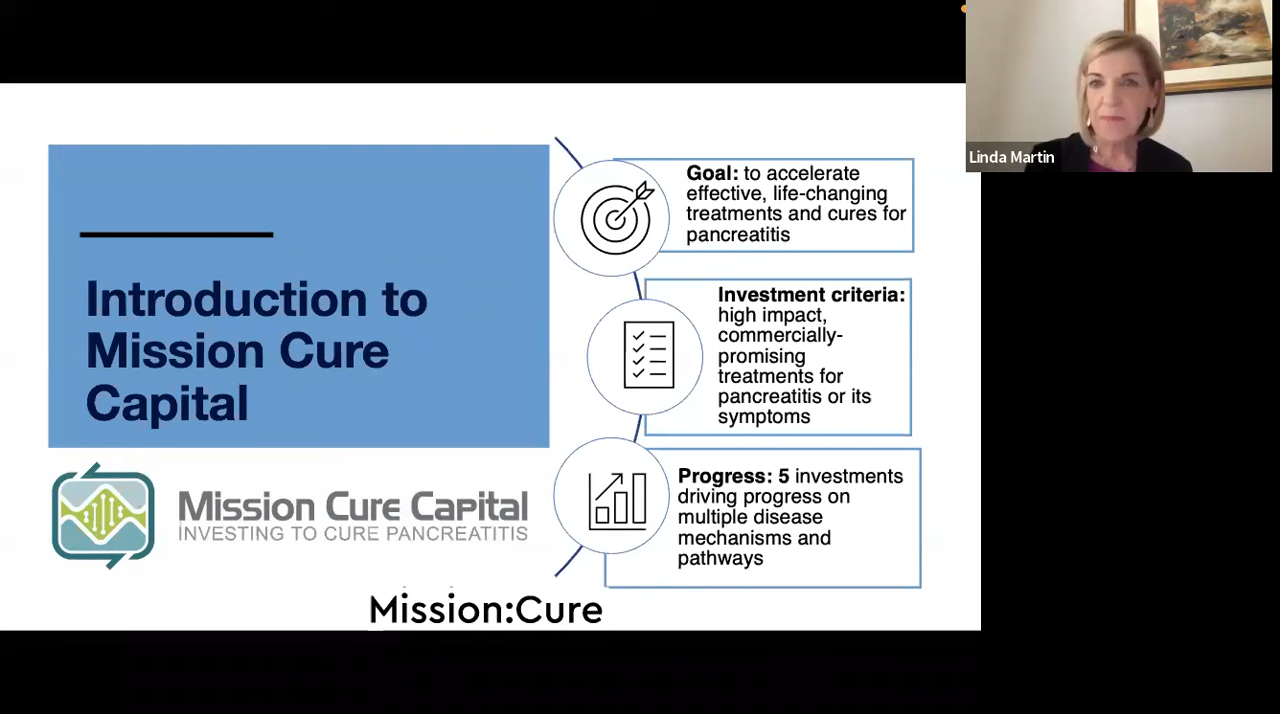 Linda Martin
Introduction to
Mission Cure
Capital
Goal: to accelerate
effective, life-changing
treatments and cures for
pancreatitis
Investment criteria:
high impact,
commercially-
promising
treatments for
pancreatitis or its
symptoms
Progress: 5 investments
driving progress on
multiple disease
mechanisms and
pathways
Mission Cure Capital
INVESTING TO CURE PANCREATITIS
Mission:Cure